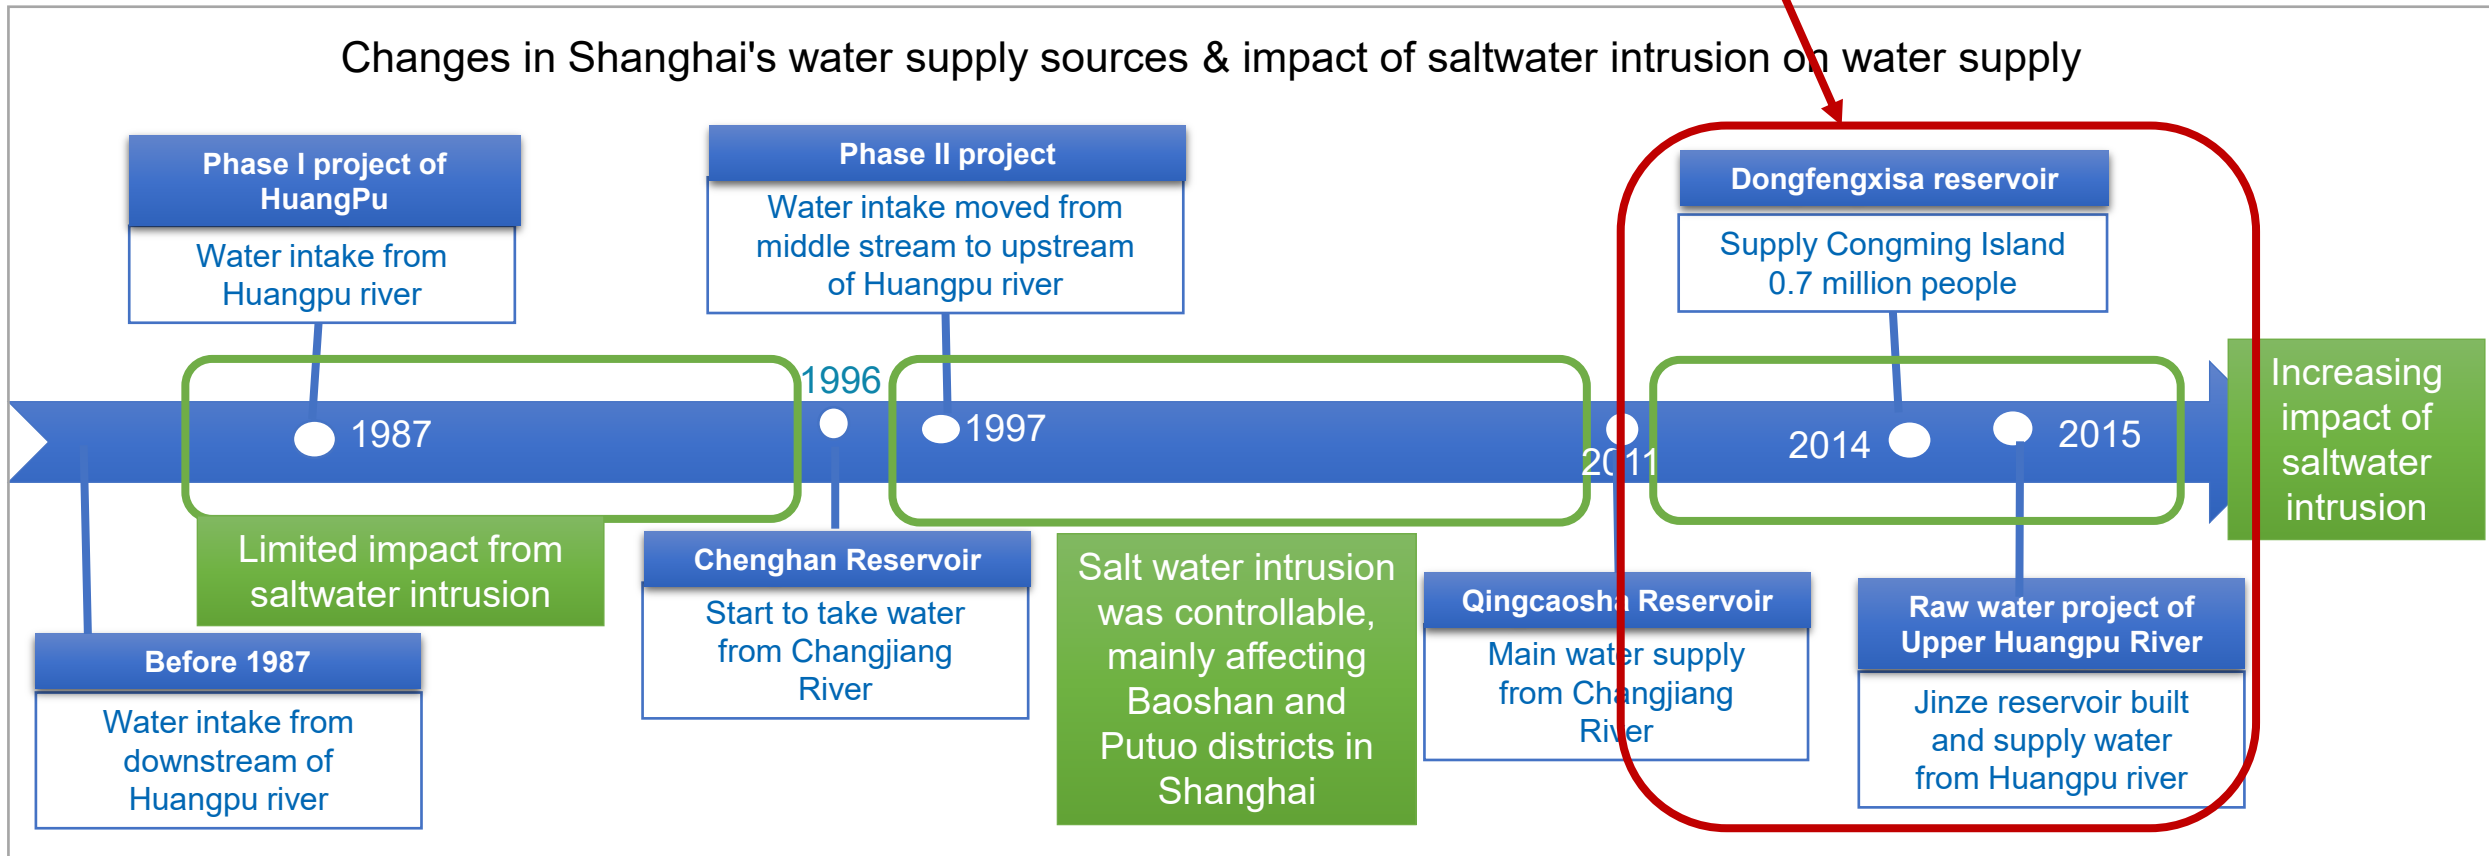 Changes in Shanghai's water supply sources & impact of saltwater intrusion on water supply
Phase I project of
HuangPu
Water intake from
Huangpu river
Phase II project
Water intake moved from
middle stream to upstream
of Huangpu river
Dongfengxisa reservoir
Supply Congming Island
0.7 million people
1987
1996
1997
2011
2014
2015
Increasing
impact of
saltwater
intrusion
Limited impact from
saltwater intrusion
Before 1987
Water intake from
downstream of
Huangpu river
Chenghan Reservoir
Start to take water
from Changjiang
River
Salt water intrusion
was controllable,
mainly affecting
Baoshan and
Putuo districts in
Shanghai
Qingcaosha Reservoir
Main water supply
from Changjiang
River
Raw water project of
Upper Huangpu River
Jinze reservoir built
and supply water
from Huangpu river